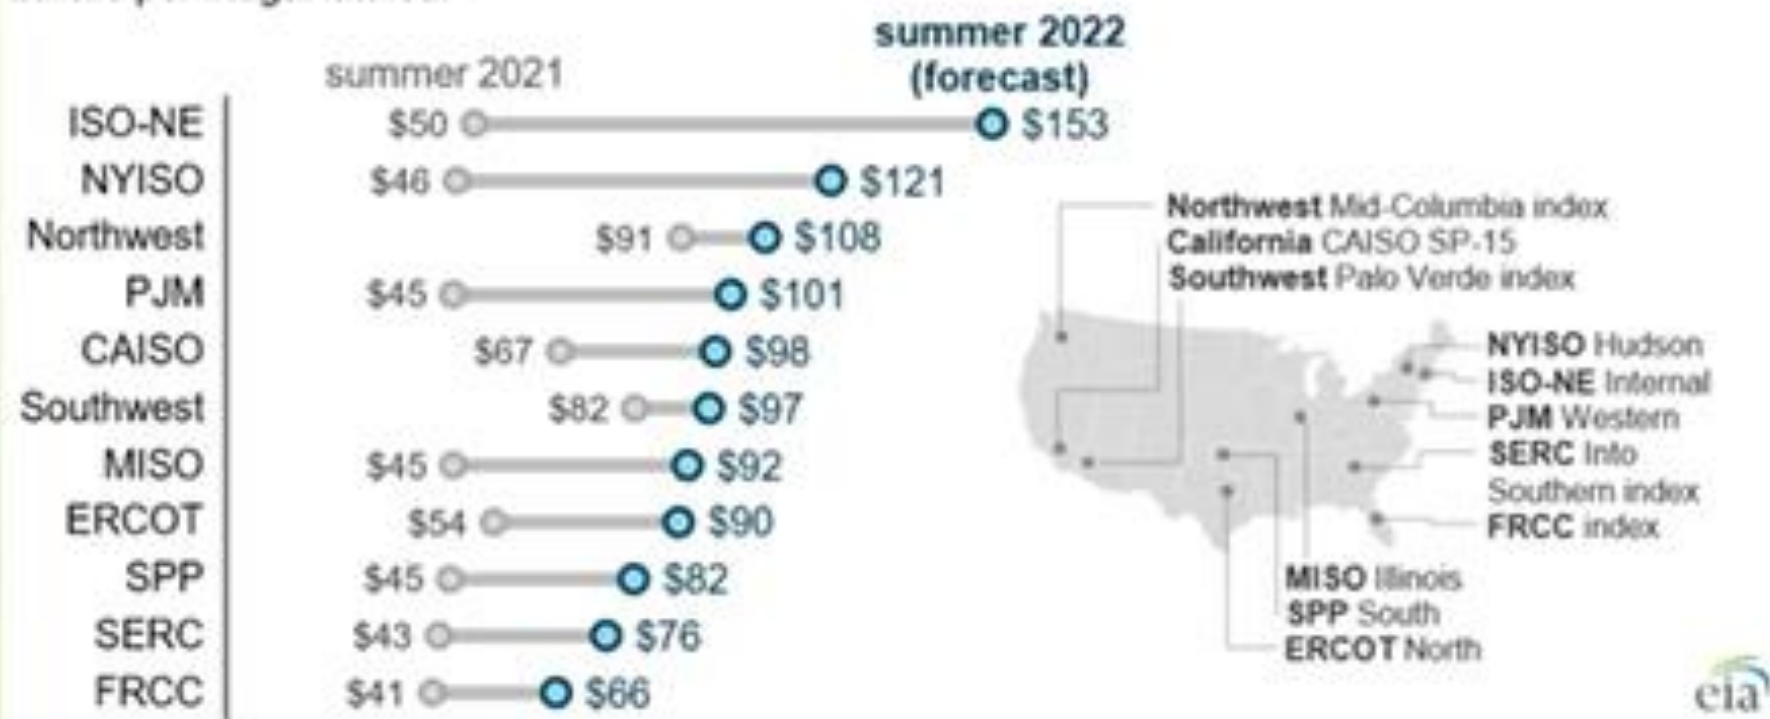 summer 2021
summer 2022
(forecast)
ISO-NE $50 $153
NYISO $46 $121
Northwest $91 $108
PJM $45 $101
CAISO $67 $98
Southwest $82 $97
MISO $45 $92
ERCOT $54 $90
SPP $45 $82
SERC $43 $76
FRCC $41 $66
Northwest Mid-Columbia index
California CAISO SP-15
Southwest Palo Verde index
NYISO Hudson
ISO-NE Internal
PJM Western
SERC Into
Southern index
FRCC index
MISO Illinois
SPP South
ERCOT North
eia